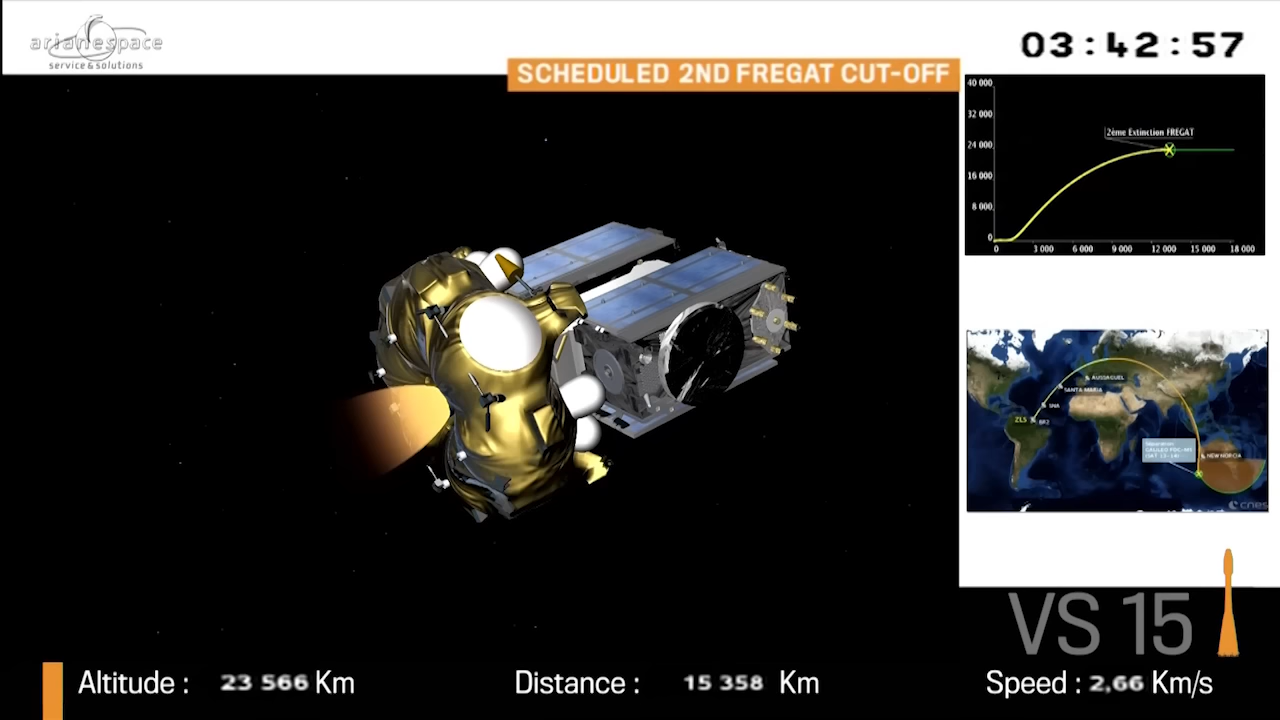 arianespace
service & solutions
03:42:57
SCHEDULED 2ND FREGAT CUT-OFF
40 000
32 000
24 000
16 000
8 000
0
2ème Extinction FREGAT
0 3 000 6 000 9 000 12 000 15 000 18 000
AUSSAGUEL
SANTA MARIA
ZLS
BR2
NEW NORCIA
cnes
VS 15
Altitude : 23 566 Km
Distance : 15 358 Km
Speed : 2,66 Km/s